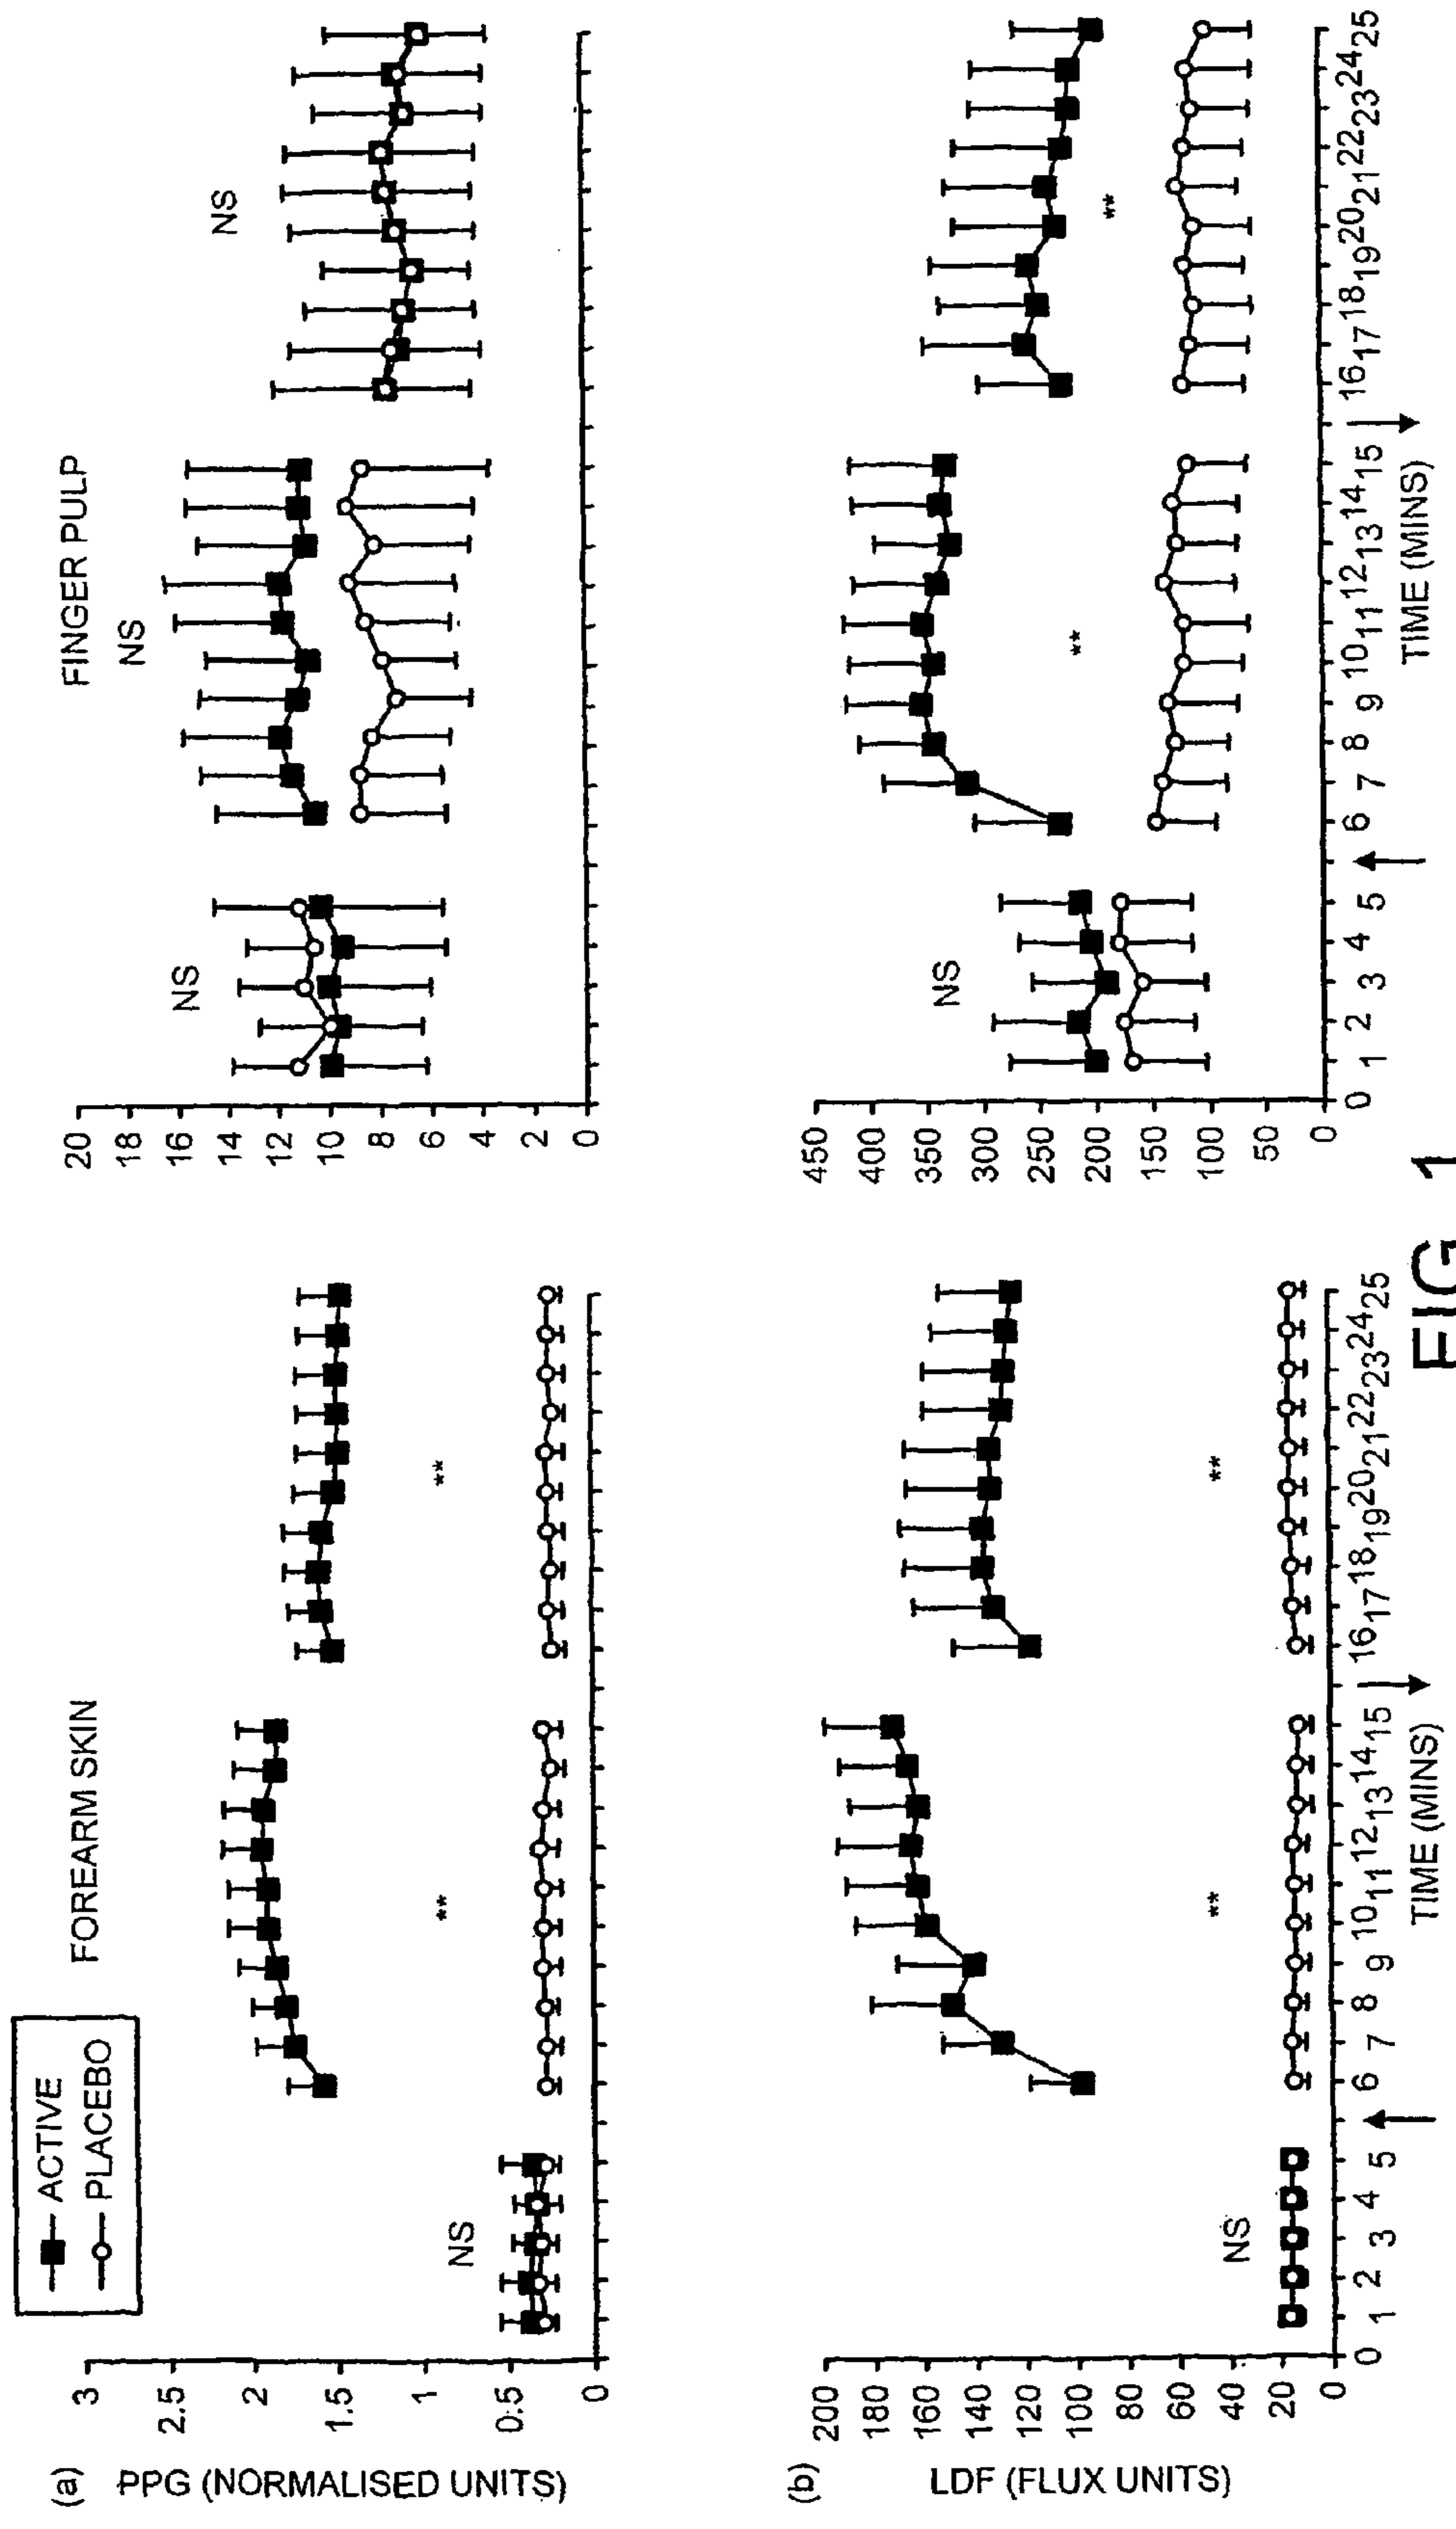 ACTIVE
PLACEBO
FOREARM SKIN
FINGER PULP
(a)
PPG (NORMALISED UNITS)
3
2.5
2
1.5
1
0.5
0
NS
**
**
20
18
16
14
12
10
8
6
4
2
0
NS
NS
NS
(b)
LDF (FLUX UNITS)
200
180
160
140
120
100
80
60
40
20
0
NS
**
**
0 1 2 3 4 5 6 7 8 9 10 11 12 13 14 15 16 17 18 19 20 21 22 23 24 25
TIME (MINS)
450
400
350
300
250
200
150
100
50
0
NS
**
**
0 1 2 3 4 5 6 7 8 9 10 11 12 13 14 15 16 17 18 19 20 21 22 23 24 25
TIME (MINS)
FIG 1